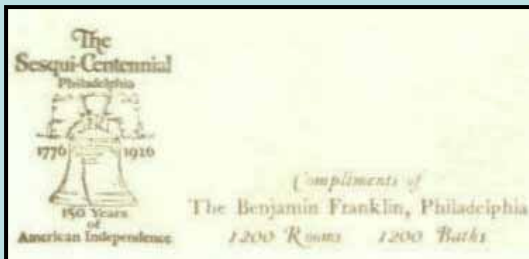 The
Sesqui-Centennial
Philadelphia
1776 1926
150 Years
of
American Independence
Compliments of
The Benjamin Franklin, Philadelphia
1200 Rooms 1200 Baths